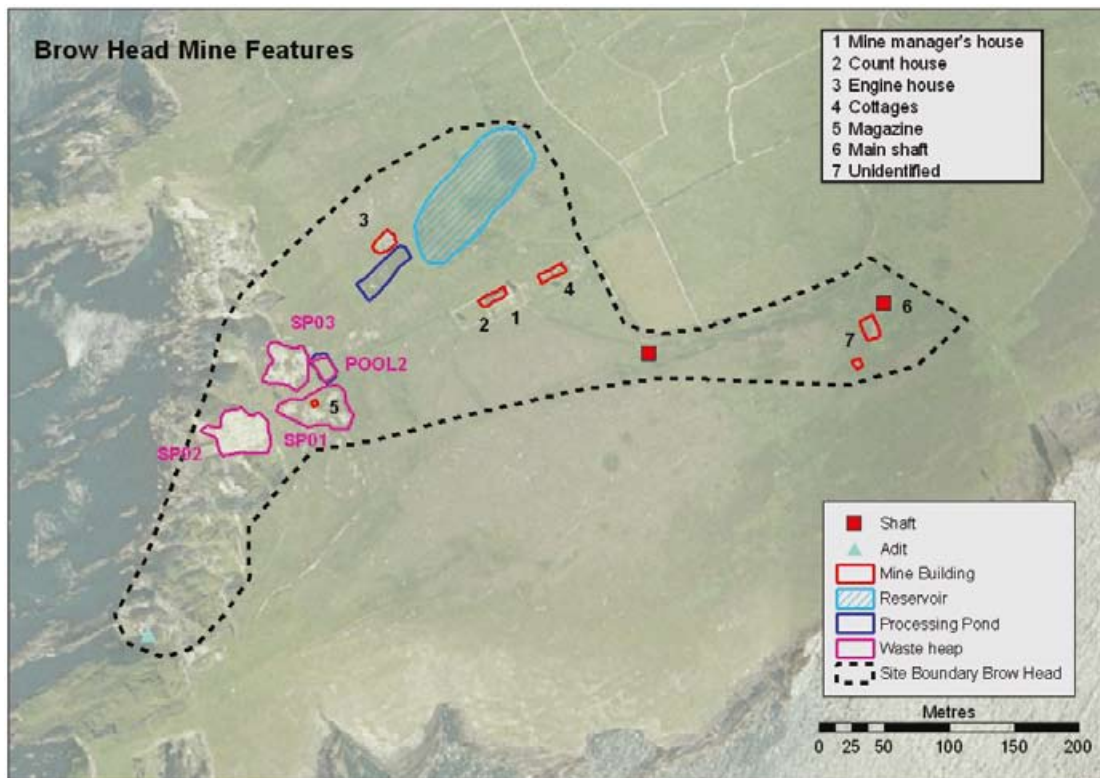 Brow Head Mine Features
1 Mine manager's house
2 Count house
3 Engine house
4 Cottages
5 Magazine
6 Main shaft
7 Unidentified
3
4
2
1
6
7
SP03
POOL2
5
SP01
SP02
Shaft
Adit
Mine Building
Reservoir
Processing Pond
Waste heap
Site Boundary Brow Head
Metres
0 25 50 100 150 200